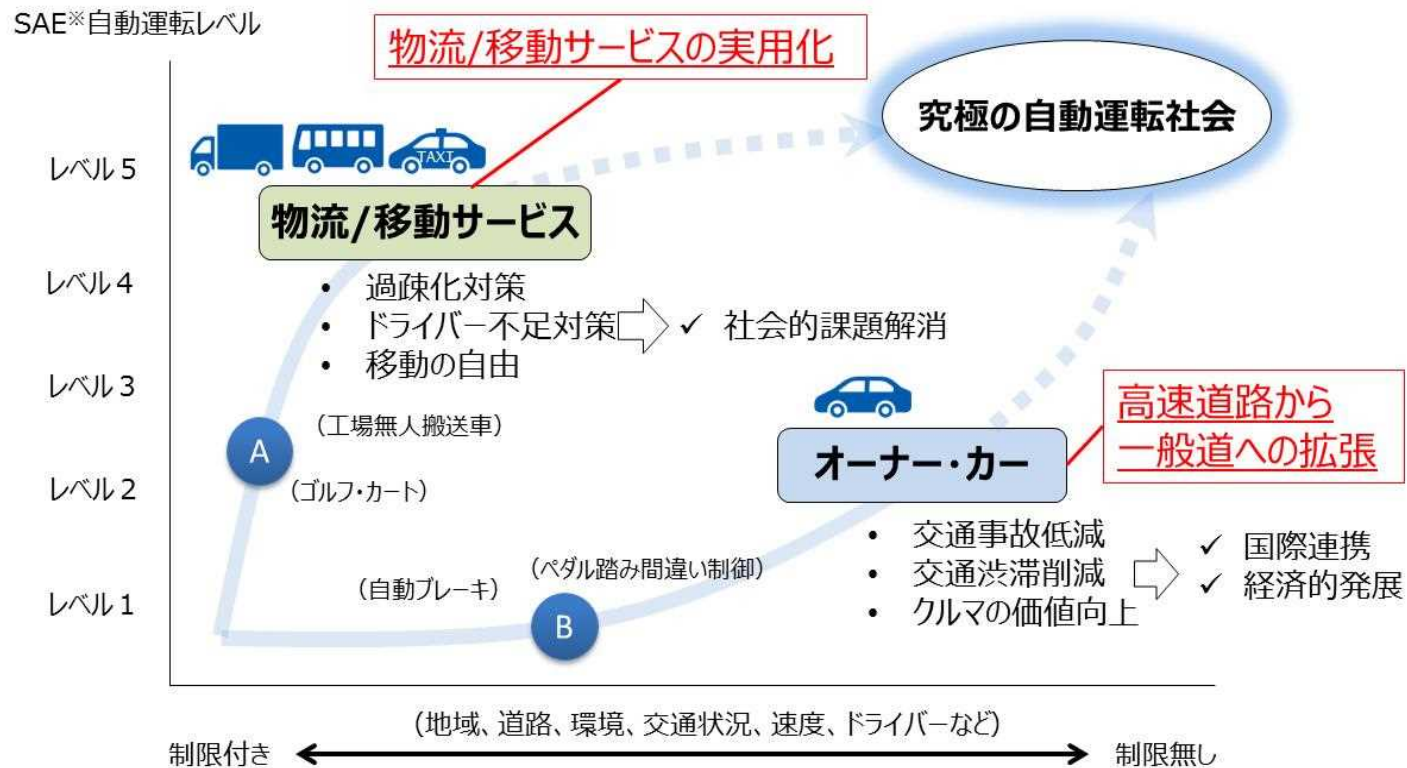 SAE※自動運転レベル
物流/移動サービスの実用化
究極の自動運転社会
レベル5
TAXI
物流/移動サービス
レベル4
• 過疎化対策
• ドライバー不足対策
✓ 社会的課題解消
• 移動の自由
レベル3
高速道路から
一般道への拡張
(工場無人搬送車)
A
オーナー・カー
レベル2
(ゴルフ・カート)
• 交通事故低減
• 交通渋滞削減
• クルマの価値向上
✓ 国際連携
✓ 経済的発展
(ペダル踏み間違い制御)
(自動ブレーキ)
レベル1
B
(地域、道路、環境、交通状況、速度、ドライバーなど)
制限付き
制限無し